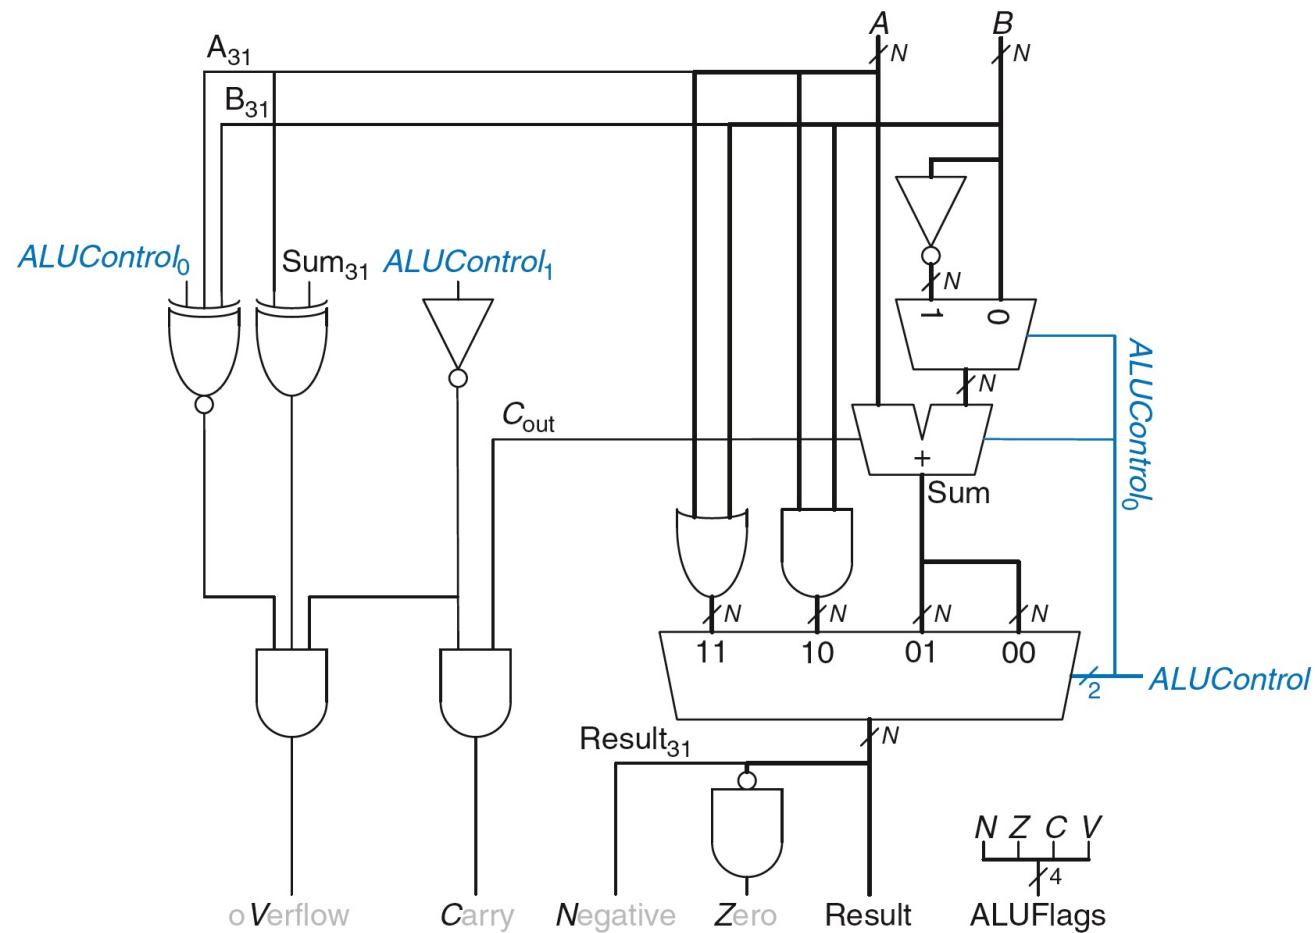 A B
A31 N N
B31
ALUControl0 Sum31 ALUControl1
N
1 0
ALUControl0
N
Cout
+
Sum
N N N N
11 10 01 00
2 ALUControl
Result31 N
N Z C V
4
oVerflow Carry Negative Zero Result ALUFlags